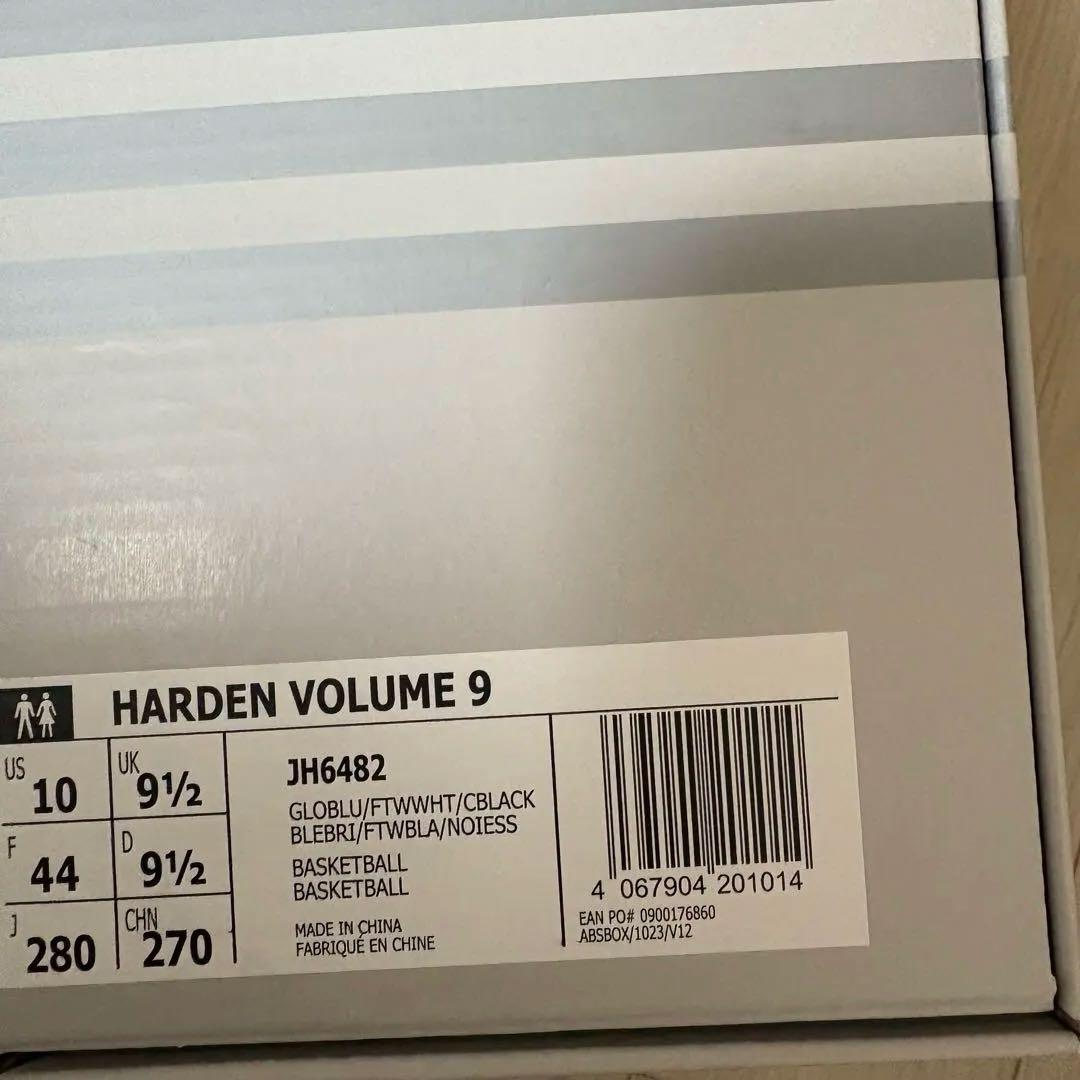 HARDEN VOLUME 9
US 10
UK 9½
F 44
D 9½
J 280
CHN 270
JH6482
GLOBLU/FTWWHT/CBLACK
BLEBRI/FTWBLA/NOIESS
BASKETBALL
BASKETBALL
MADE IN CHINA
FABRIQUÉ EN CHINE
4 067904 201014
EAN PO# 0900176860
ABSBOX/1023/V12